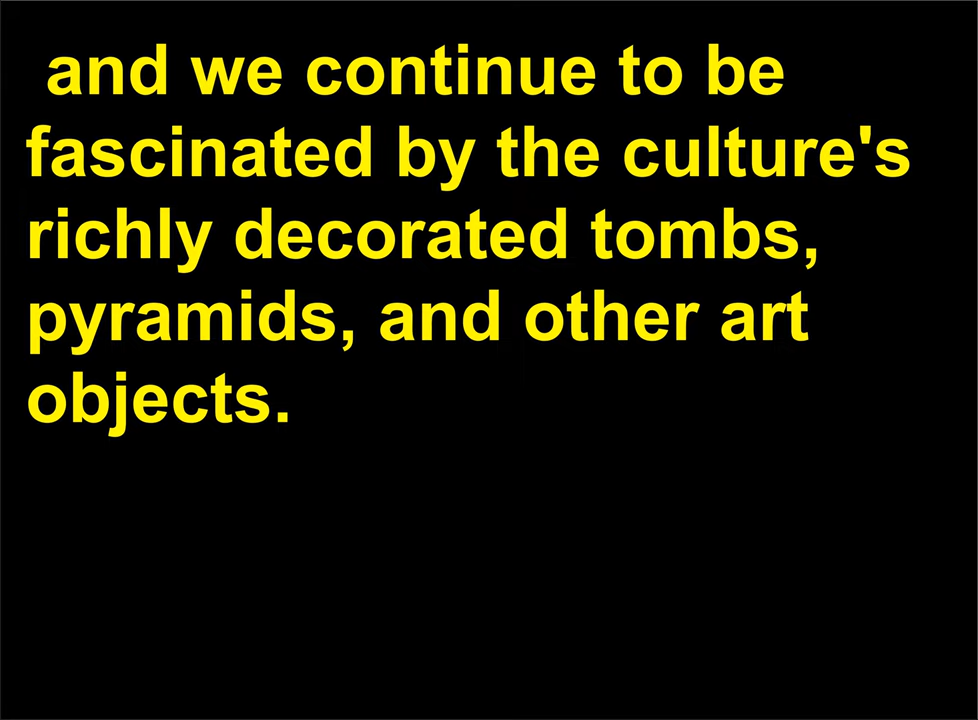 and we continue to be
fascinated by the culture's
richly decorated tombs,
pyramids, and other art
objects.